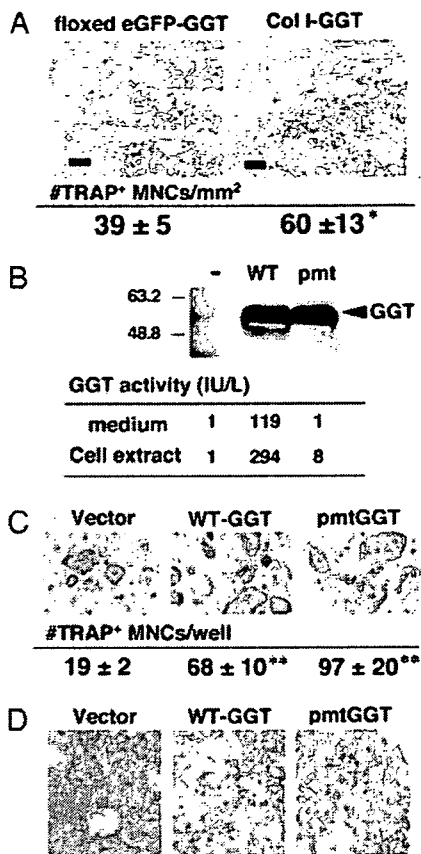 A floxed eGFP-GGT Col I-GGT
#TRAP⁺ MNCs/mm²
39 ± 5 60 ±13*
B - WT pmt
63.2
GGT
48.8
GGT activity (IU/L)
medium 1 119 1
Cell extract 1 294 8
C Vector WT-GGT pmtGGT
#TRAP⁺ MNCs/well
19 ± 2 68 ± 10** 97 ± 20**
D Vector WT-GGT pmtGGT